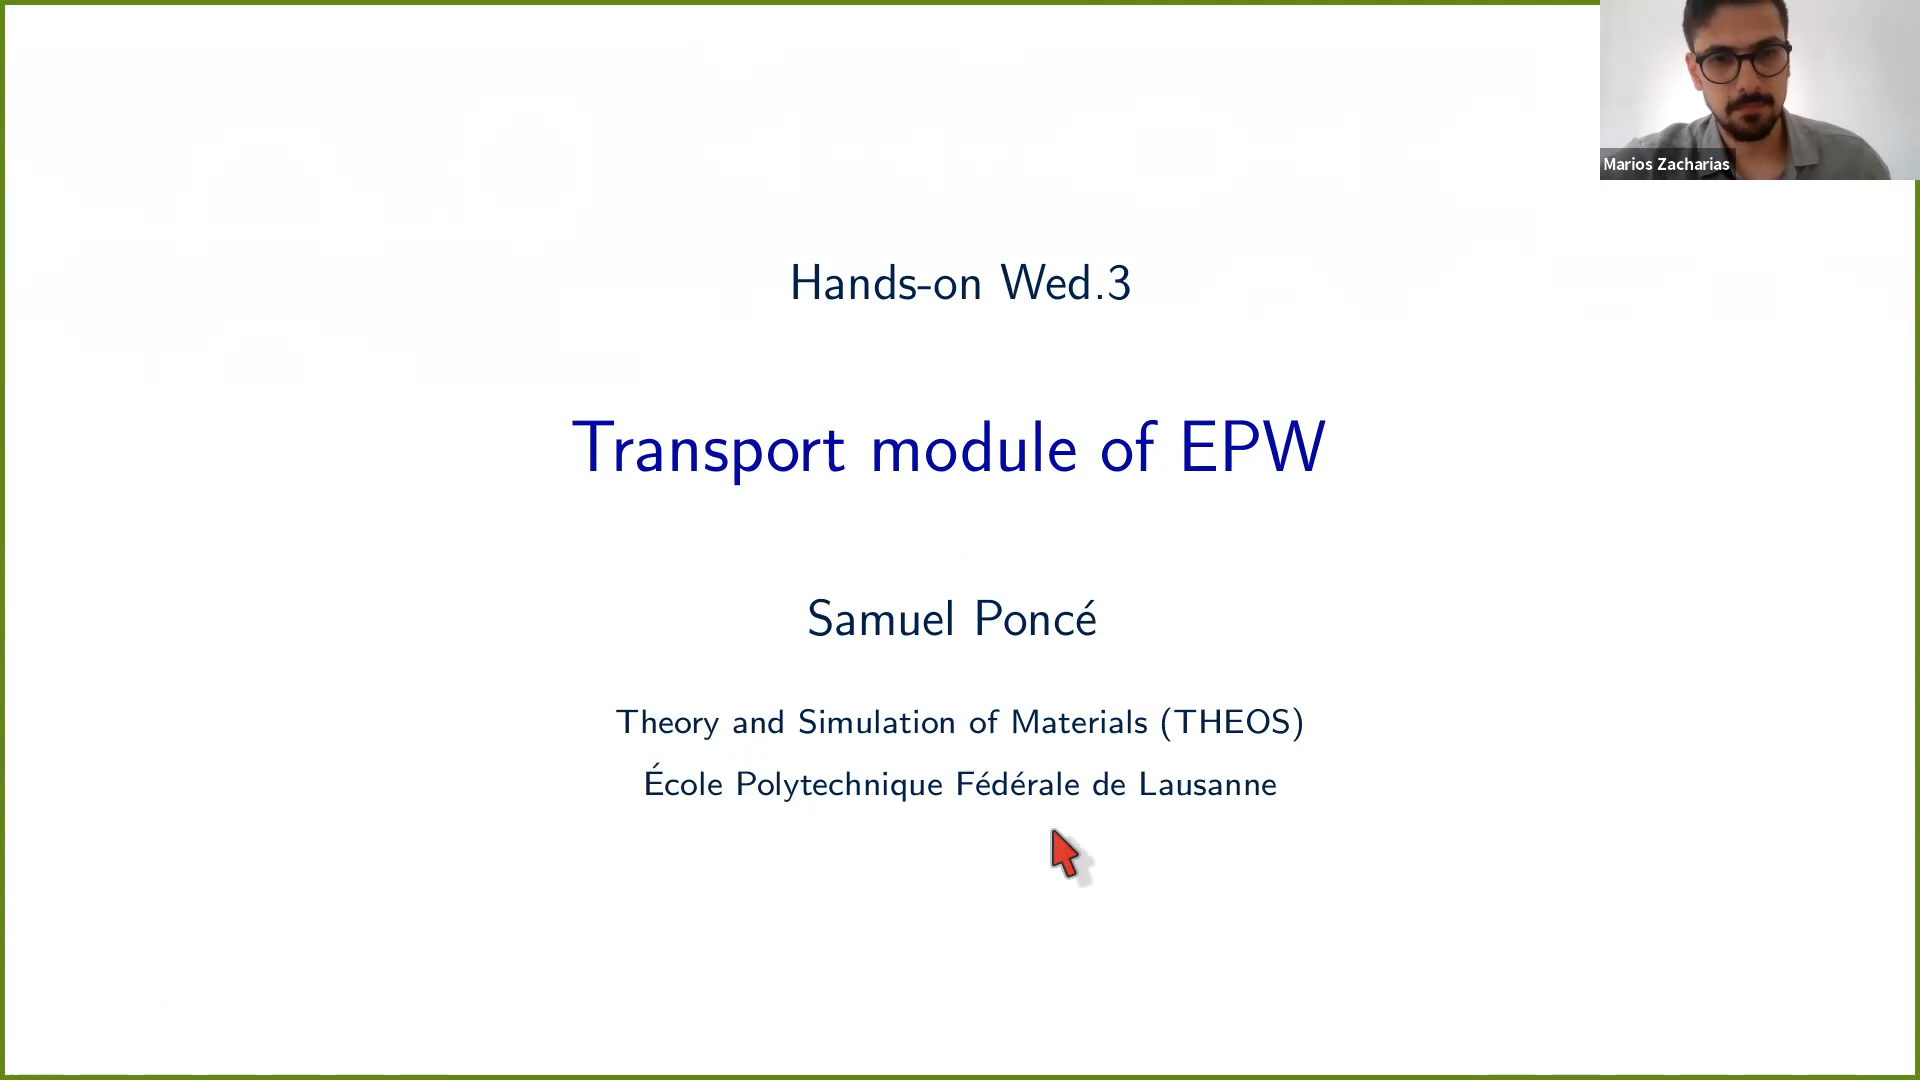 Marios Zacharias
Hands-on Wed.3
Transport module of EPW
Samuel Poncé
Theory and Simulation of Materials (THEOS)
École Polytechnique Fédérale de Lausanne